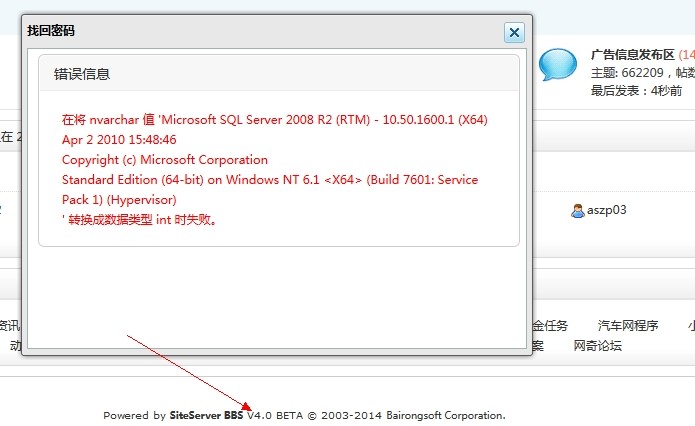 找回密码
错误信息
在将 nvarchar 值 'Microsoft SQL Server 2008 R2 (RTM) - 10.50.1600.1 (X64)
Apr 2 2010 15:48:46
Copyright (c) Microsoft Corporation
Standard Edition (64-bit) on Windows NT 6.1 <X64> (Build 7601: Service
Pack 1) (Hypervisor)
' 转换成数据类型 int 时失败。
广告信息发布区 (14
主题: 662209, 帖数
最后发表：4秒前
在 2
aszp03
资讯
金任务 汽车网程序 小
动
案 网奇论坛
Powered by SiteServer BBS V4.0 BETA © 2003-2014 Bairongsoft Corporation.